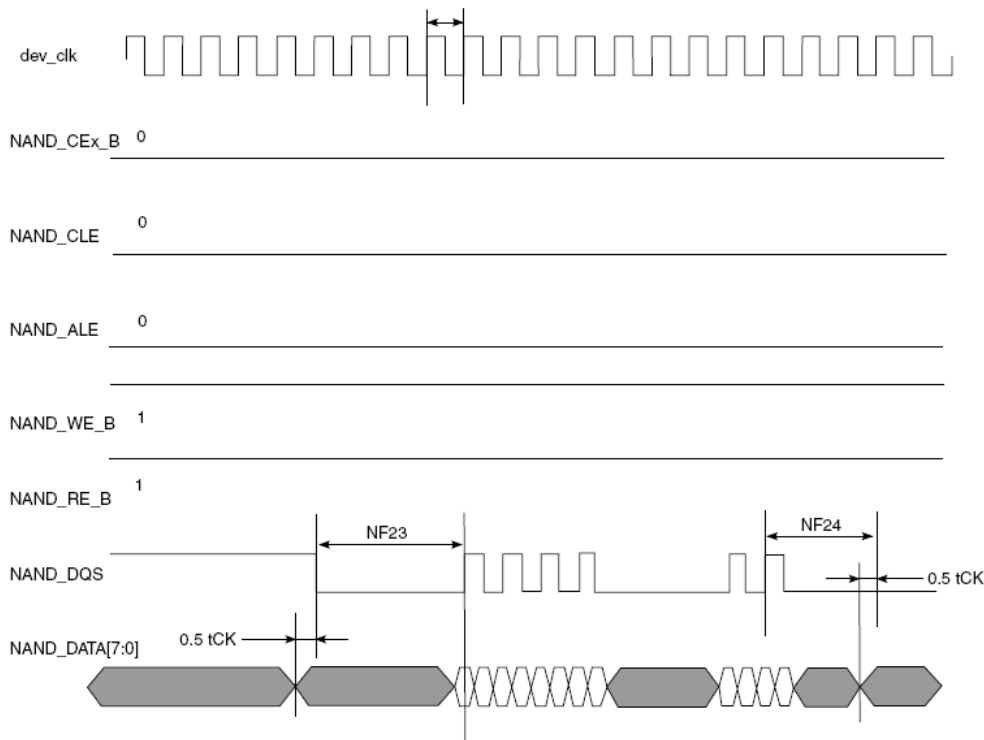 dev_clk
NAND_CEx_B 0
NAND_CLE 0
NAND_ALE 0
NAND_WE_B 1
NAND_RE_B 1
NF23 NF24
NAND_DQS 0.5 tCK
0.5 tCK
NAND_DATA[7:0]